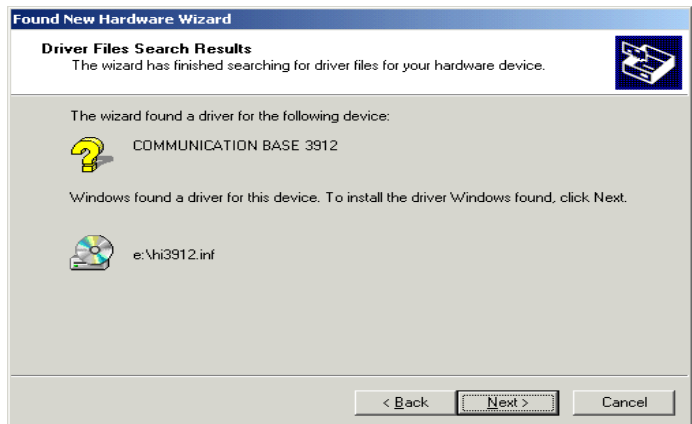 Found New Hardware Wizard
Driver Files Search Results
The wizard has finished searching for driver files for your hardware device.
The wizard found a driver for the following device:
COMMUNICATION BASE 3912
Windows found a driver for this device. To install the driver Windows found, click Next.
e:\hi3912.inf
< Back Next > Cancel